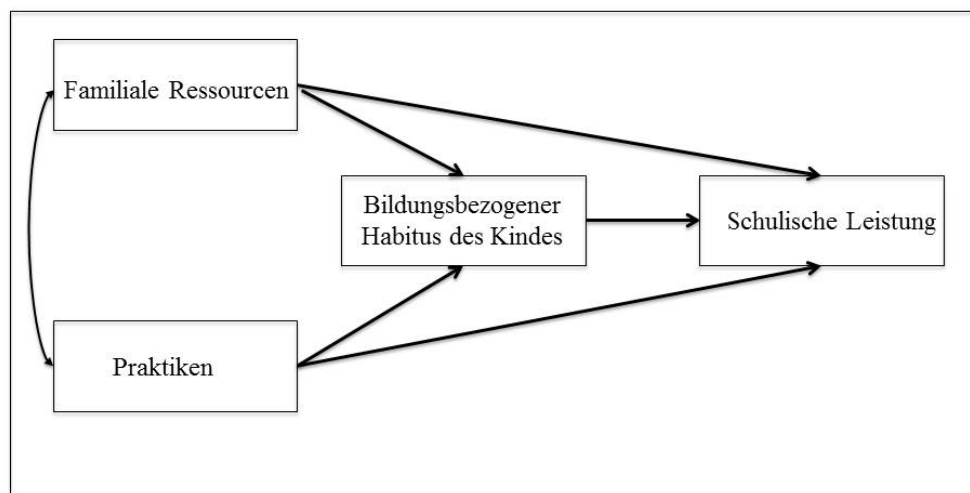 Familiale Ressourcen
Bildungsbezogener
Habitus des Kindes
Schulische Leistung
Praktiken